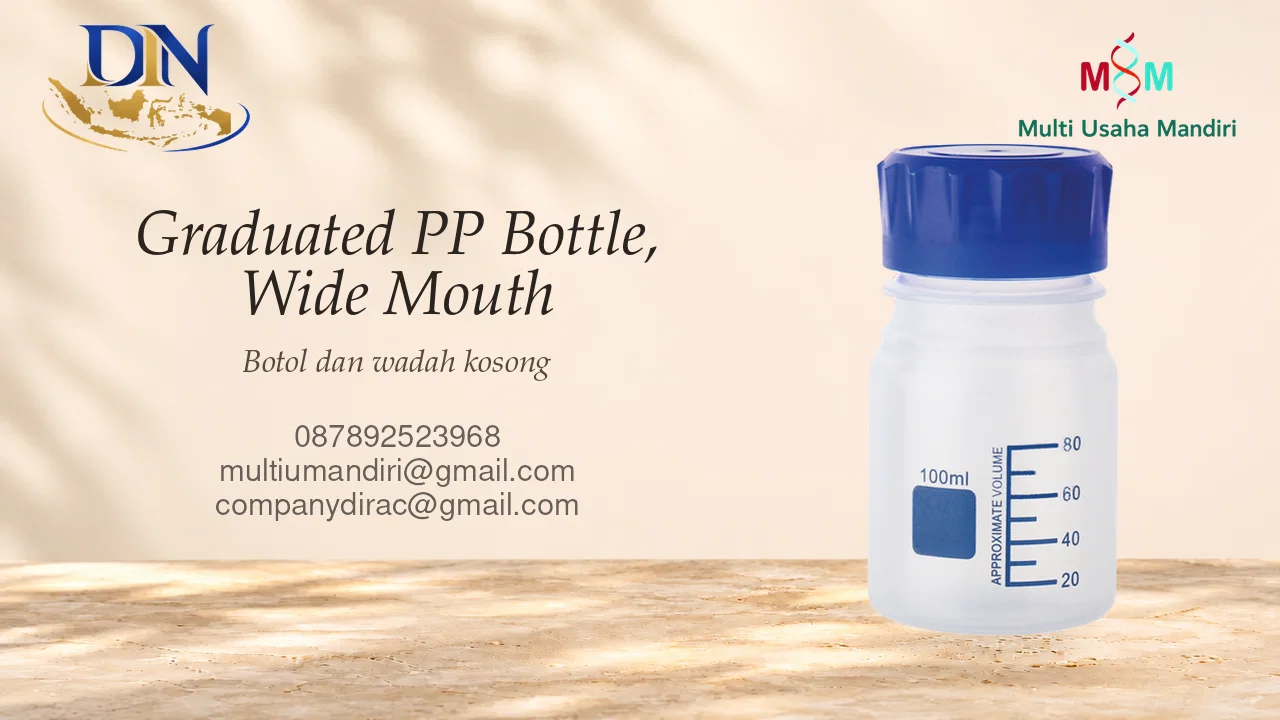 DIN
M M
Multi Usaha Mandiri
Graduated PP Bottle,
Wide Mouth
Botol dan wadah kosong
087892523968
multiumandiri@gmail.com
companydirac@gmail.com
100ml
APPROXIMATE VOLUME
80
60
40
20